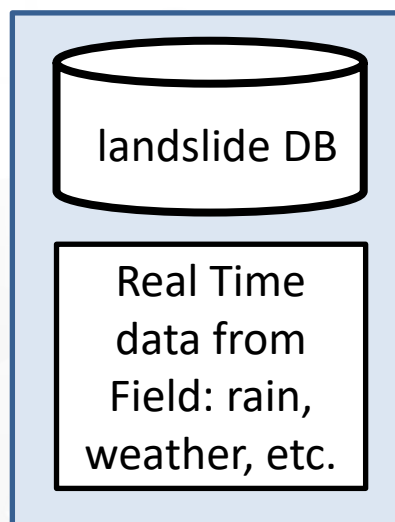 landslide DB
Real Time
data from
Field: rain,
weather, etc.